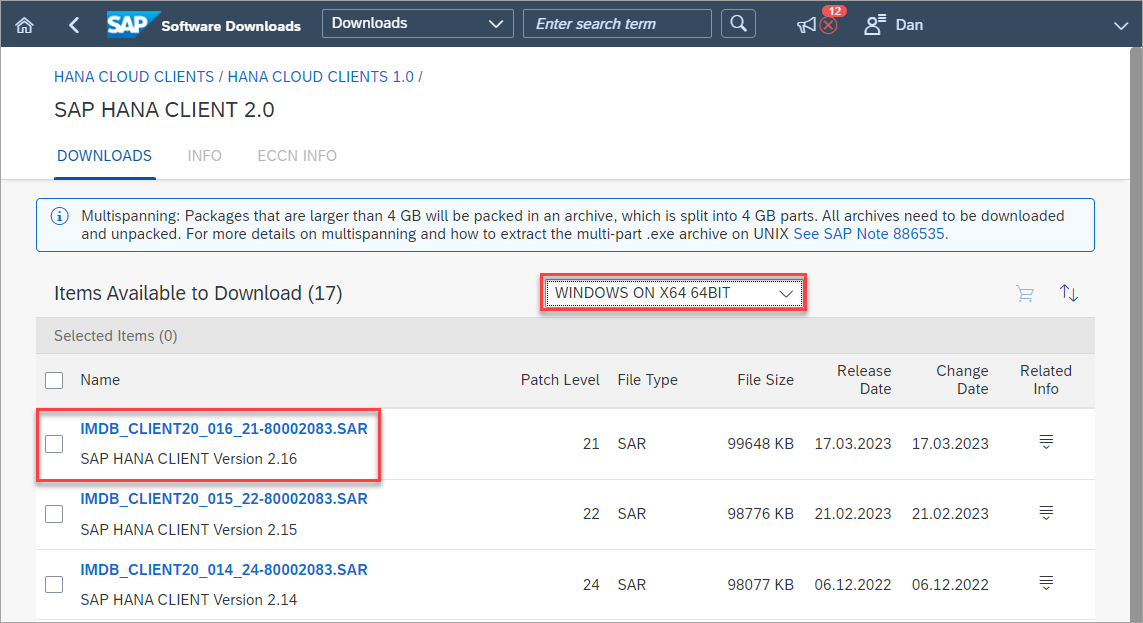 SAP Software Downloads Downloads Enter search term 12 Dan
HANA CLOUD CLIENTS / HANA CLOUD CLIENTS 1.0 /
SAP HANA CLIENT 2.0
DOWNLOADS INFO ECCN INFO
Multispanning: Packages that are larger than 4 GB will be packed in an archive, which is split into 4 GB parts. All archives need to be downloaded
and unpacked. For more details on multispanning and how to extract the multi-part .exe archive on UNIX See SAP Note 886535.
Items Available to Download (17) WINDOWS ON X64 64BIT
Selected Items (0)
Name Patch Level File Type File Size Release Date Change Date Related Info
IMDB_CLIENT20_016_21-80002083.SAR
SAP HANA CLIENT Version 2.16
21 SAR 99648 KB 17.03.2023 17.03.2023
IMDB_CLIENT20_015_22-80002083.SAR
SAP HANA CLIENT Version 2.15
22 SAR 98776 KB 21.02.2023 21.02.2023
IMDB_CLIENT20_014_24-80002083.SAR
SAP HANA CLIENT Version 2.14
24 SAR 98077 KB 06.12.2022 06.12.2022